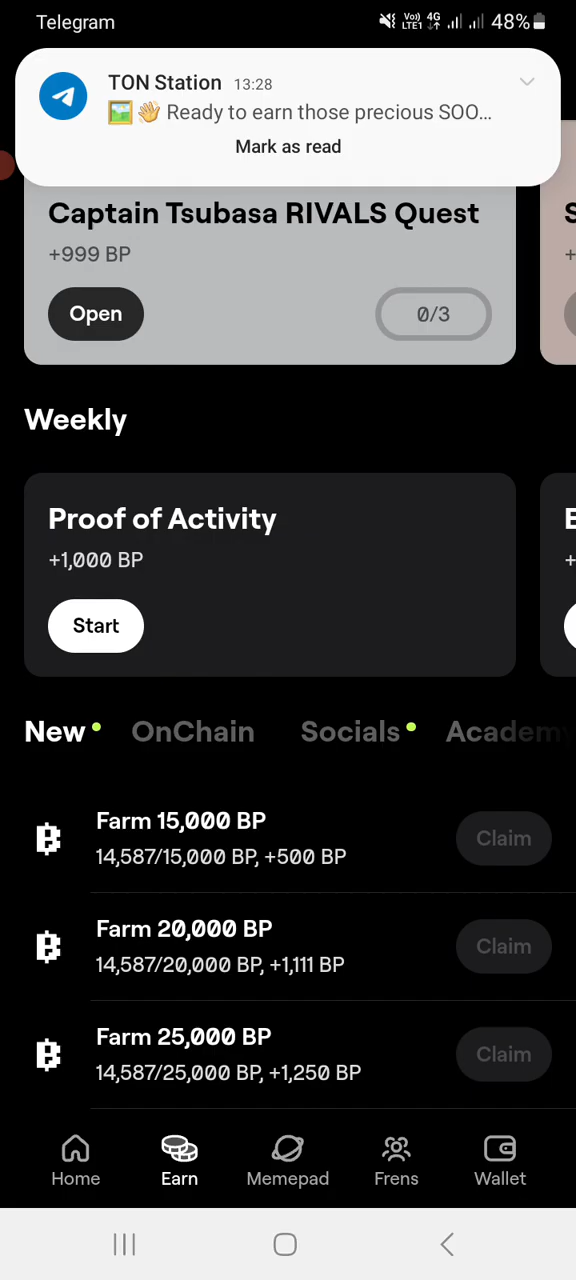 Telegram
Vo)) LTE1 4G 48%
TON Station 13:28
🖼️ 👋 Ready to earn those precious SOO...
Mark as read
Captain Tsubasa RIVALS Quest
+999 BP
Open
0/3
Weekly
Proof of Activity
+1,000 BP
Start
New
OnChain
Socials
Academy
Farm 15,000 BP
14,587/15,000 BP, +500 BP
Claim
Farm 20,000 BP
14,587/20,000 BP, +1,111 BP
Claim
Farm 25,000 BP
14,587/25,000 BP, +1,250 BP
Claim
Home
Earn
Memepad
Frens
Wallet